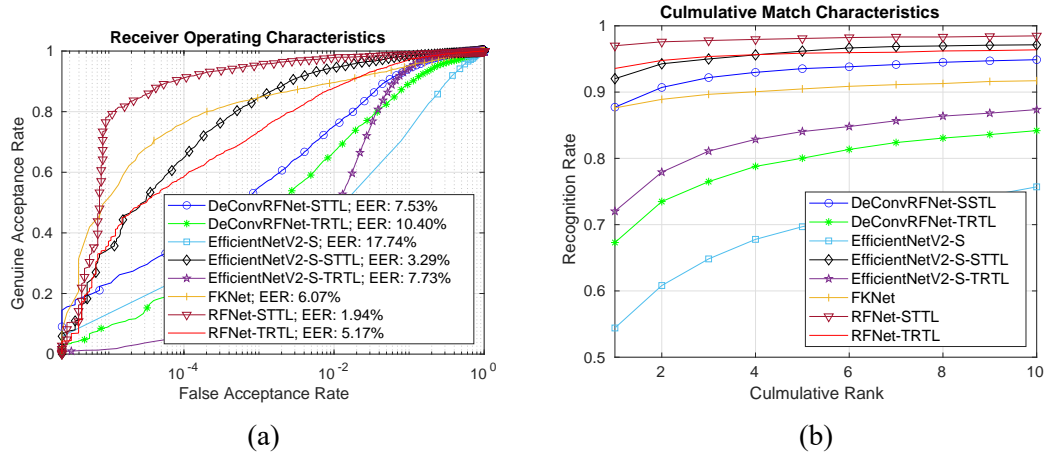 Receiver Operating Characteristics
Genuine Acceptance Rate
1
0.8
0.6
0.4
0.2
0
DeConvRFNet-STTL; EER: 7.53%
DeConvRFNet-TRTL; EER: 10.40%
EfficientNetV2-S; EER: 17.74%
EfficientNetV2-S-STTL; EER: 3.29%
EfficientNetV2-S-TRTL; EER: 7.73%
FKNet; EER: 6.07%
RFNet-STTL; EER: 1.94%
RFNet-TRTL; EER: 5.17%
10-4 10-2 100
False Acceptance Rate
(a)
Culmulative Match Characteristics
Recognition Rate
1
0.9
0.8
0.7
0.6
0.5
DeConvRFNet-SSTL
DeConvRFNet-TRTL
EfficientNetV2-S
EfficientNetV2-S-STTL
EfficientNetV2-S-TRTL
FKNet
RFNet-STTL
RFNet-TRTL
2 4 6 8 10
Culmulative Rank
(b)